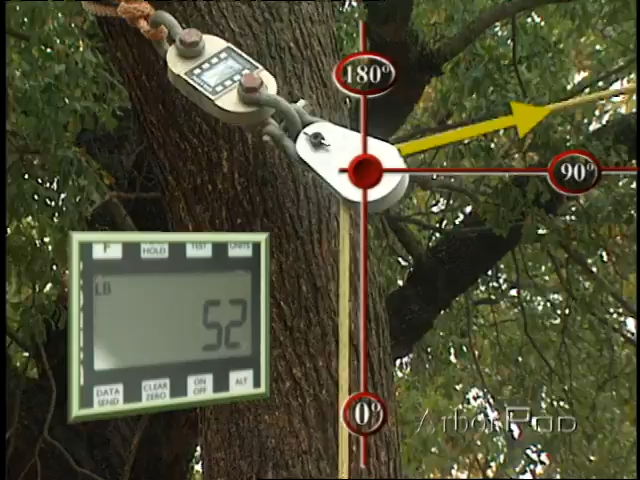 180°
90°
F HOLD TEST UNITS
LB
52
DATA SEND CLEAR ZERO ON OFF ALT
0°
ArborPod